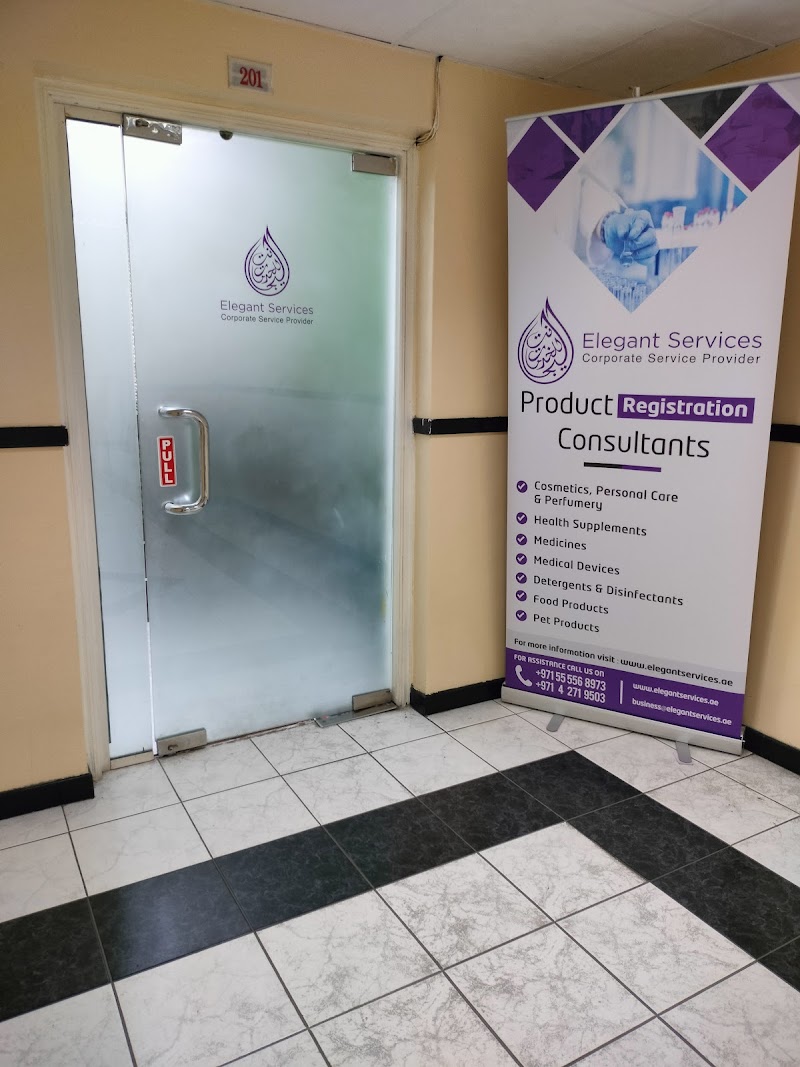 201
Elegant Services
Corporate Service Provider
PULL
Elegant Services
Corporate Service Provider
Product Registration
Consultants
Cosmetics, Personal Care
& Perfumery
Health Supplements
Medicines
Medical Devices
Detergents & Disinfectants
Food Products
Pet Products
For more information visit : www.elegantservices.ae
FOR ASSISTANCE CALL US ON
+971 55 556 8973
+971 4 271 9503
www.elegantservices.ae
business@elegantservices.ae